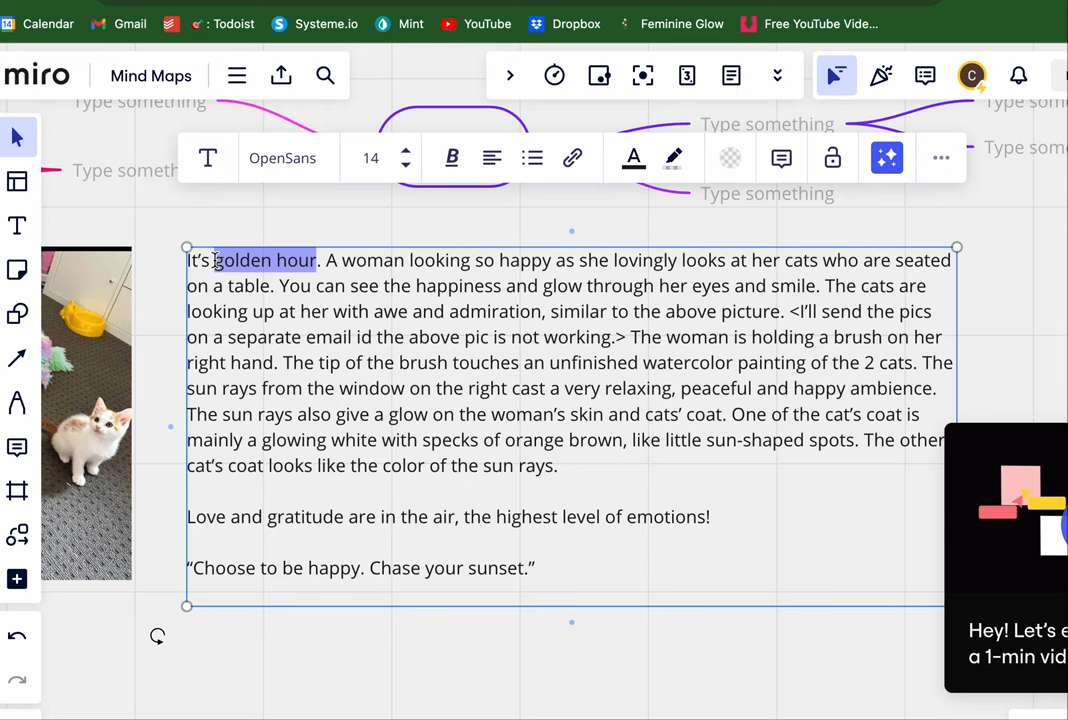 14 Calendar Gmail : Todoist Systeme.io Mint YouTube Dropbox Feminine Glow Free YouTube Vide...
miro Mind Maps 3 C
Type something Type som
Type something
Type someth Type som
T OpenSans 14 B A ...
Type something
It's golden hour. A woman looking so happy as she lovingly looks at her cats who are seated
on a table. You can see the happiness and glow through her eyes and smile. The cats are
looking up at her with awe and admiration, similar to the above picture. <I'll send the pics
on a separate email id the above pic is not working.> The woman is holding a brush on her
right hand. The tip of the brush touches an unfinished watercolor painting of the 2 cats. The
sun rays from the window on the right cast a very relaxing, peaceful and happy ambience.
The sun rays also give a glow on the woman's skin and cats' coat. One of the cat's coat is
mainly a glowing white with specks of orange brown, like little sun-shaped spots. The other
cat's coat looks like the color of the sun rays.
Love and gratitude are in the air, the highest level of emotions!
“Choose to be happy. Chase your sunset.”
Hey! Let's e
a 1-min vid